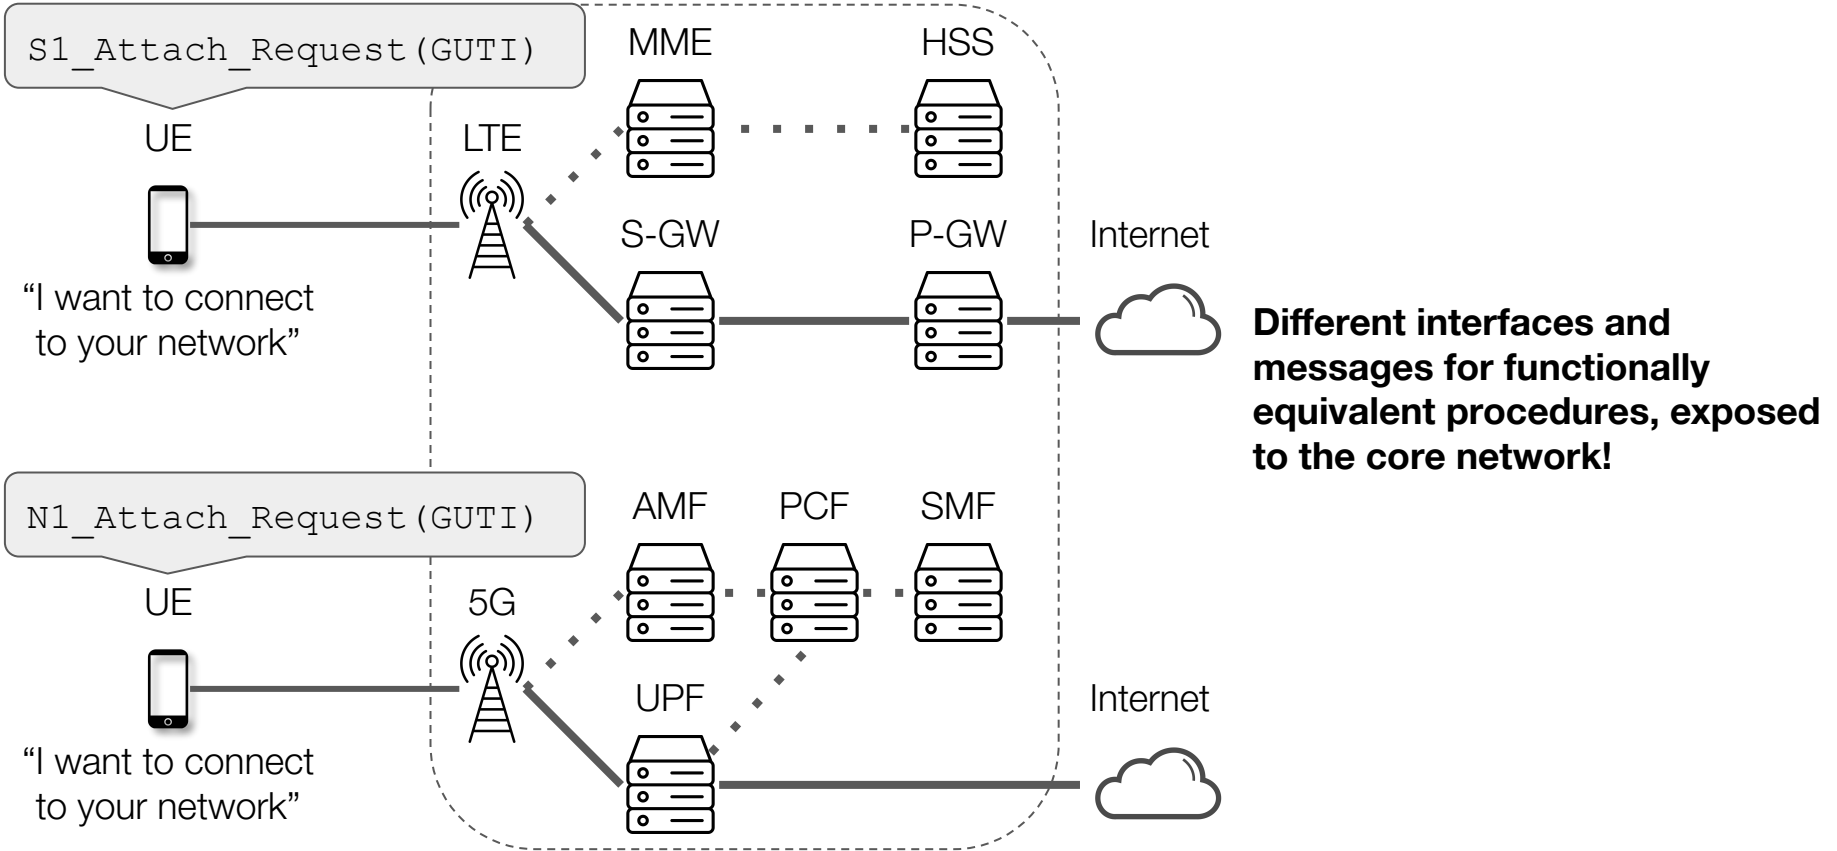 S1_Attach_Request(GUTI)
MME
HSS
UE
LTE
S-GW
P-GW
Internet
“I want to connect
to your network”
Different interfaces and
messages for functionally
equivalent procedures, exposed
to the core network!
N1_Attach_Request(GUTI)
AMF
PCF
SMF
UE
5G
UPF
Internet
“I want to connect
to your network”